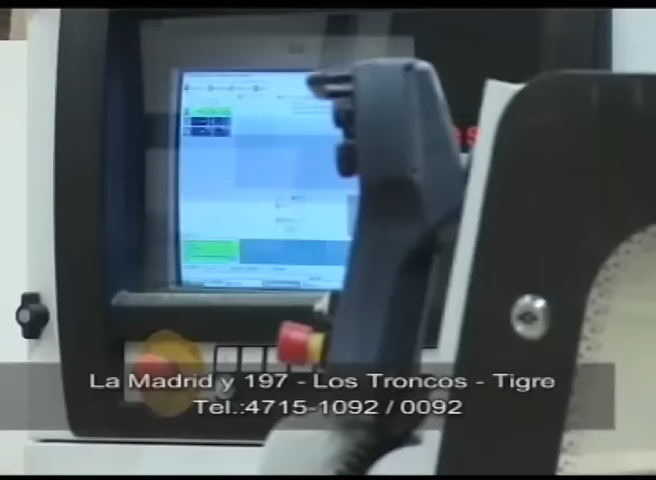 La Madrid y 197 - Los Troncos - Tigre
Tel.:4715-1092 / 0092